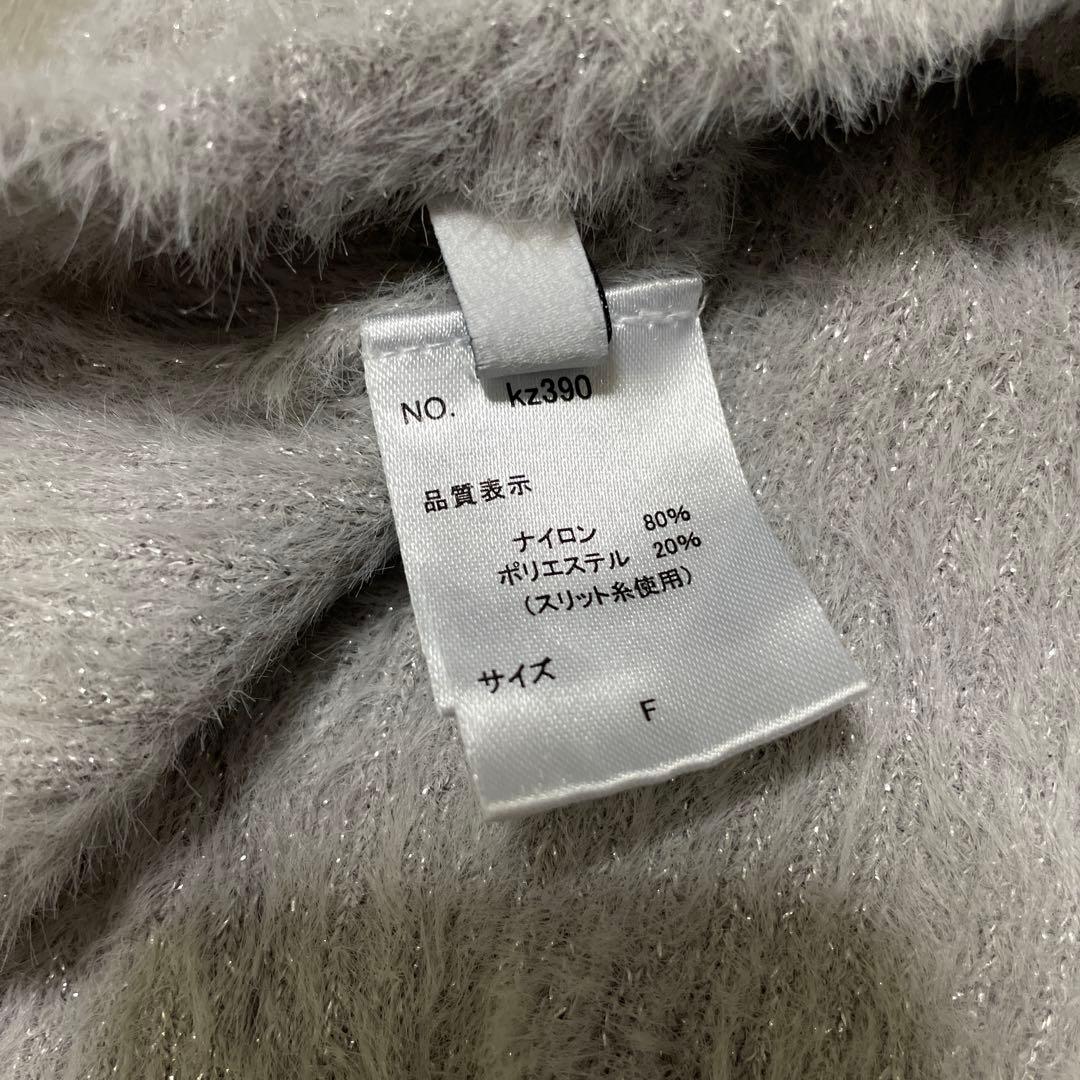 NO. kz390
品質表示
ナイロン 80%
ポリエステル 20%
(スリット糸使用)
サイズ
F